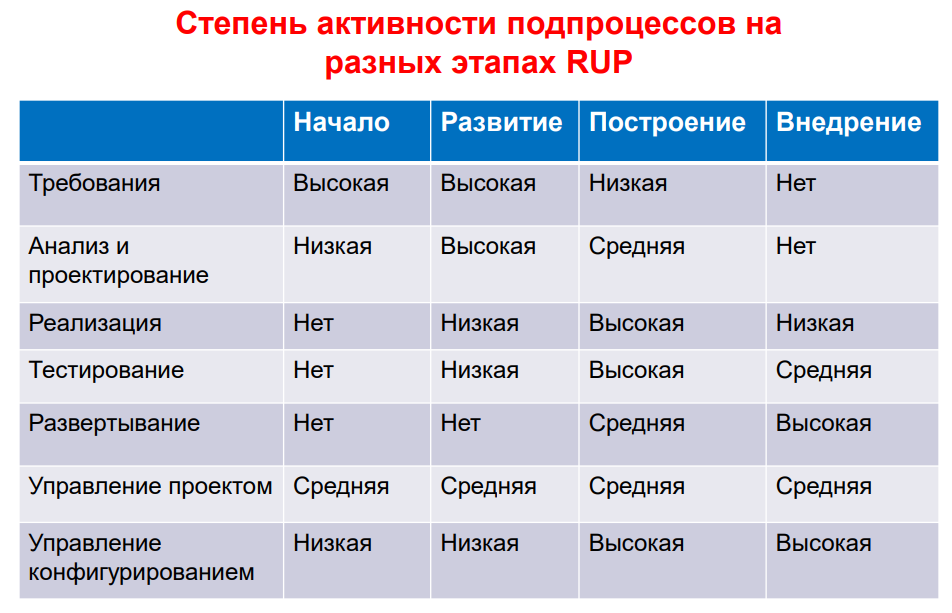 Степень активности подпроцессов на
разных этапах RUP
Начало Развитие Построение Внедрение
Требования Высокая Высокая Низкая Нет
Анализ и
проектирование Низкая Высокая Средняя Нет
Реализация Нет Низкая Высокая Низкая
Тестирование Нет Низкая Высокая Средняя
Развертывание Нет Нет Средняя Высокая
Управление проектом Средняя Средняя Средняя Средняя
Управление
конфигурированием Низкая Низкая Высокая Высокая